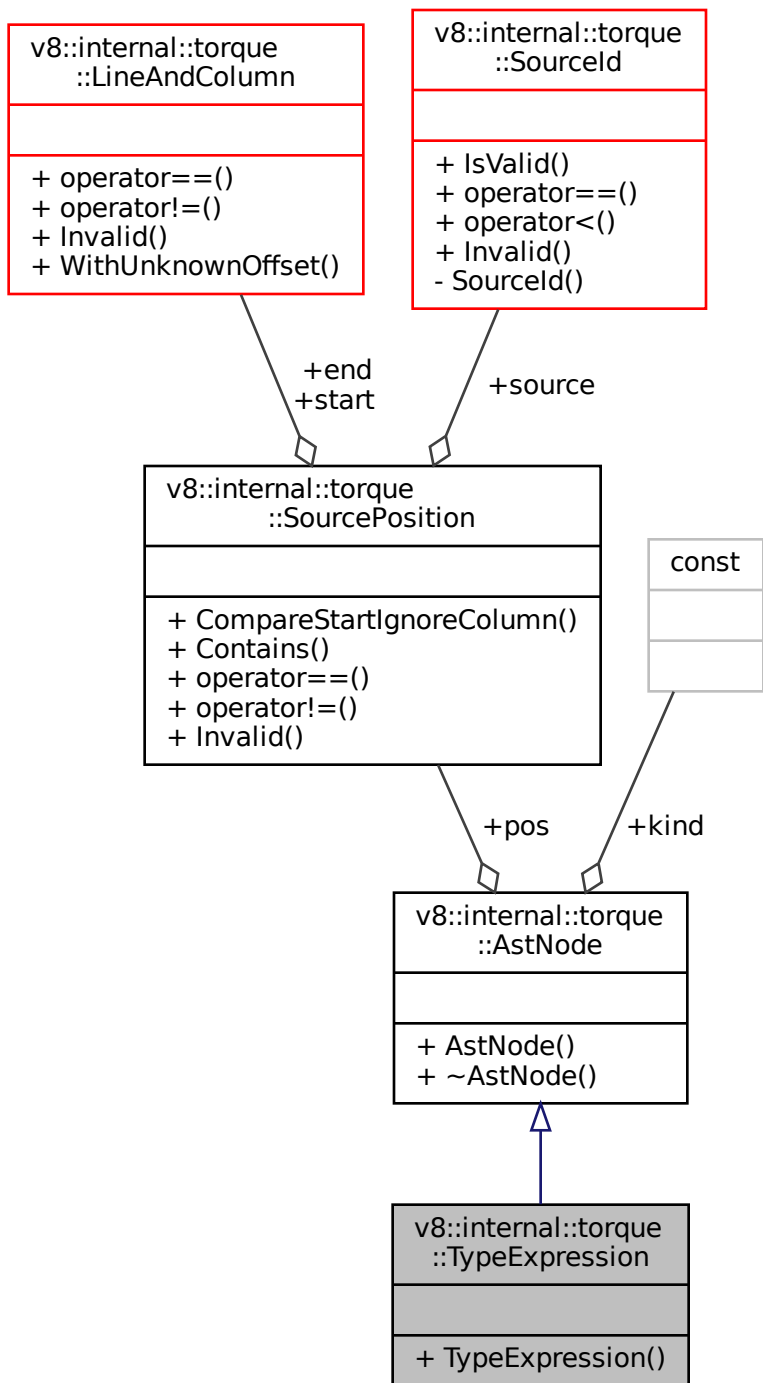 v8::internal::torque
::LineAndColumn
+ operator==()
+ operator!=()
+ Invalid()
+ WithUnknownOffset()
v8::internal::torque
::SourceId
+ IsValid()
+ operator==()
+ operator<()
+ Invalid()
- SourceId()
+end
+start
+source
v8::internal::torque
::SourcePosition
+ CompareStartIgnoreColumn()
+ Contains()
+ operator==()
+ operator!=()
+ Invalid()
const
+pos
+kind
v8::internal::torque
::AstNode
+ AstNode()
+ ~AstNode()
v8::internal::torque
::TypeExpression
+ TypeExpression()